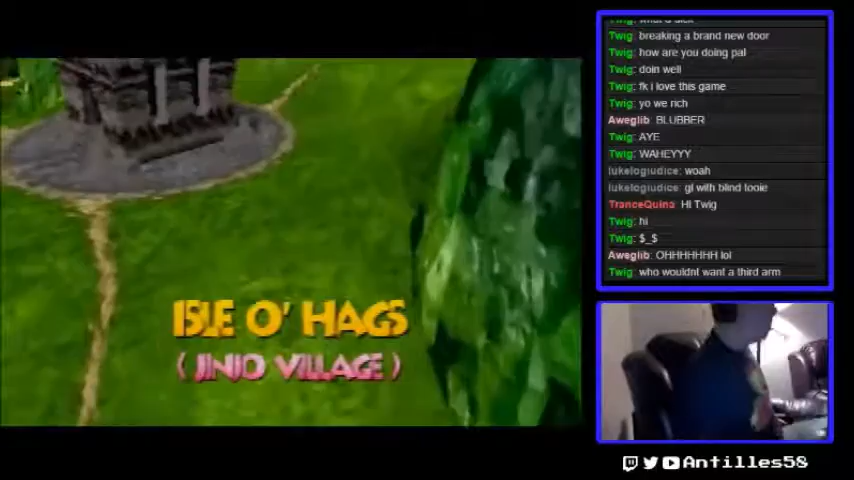 breaking a brand new door
Twig: how are you doing pal
Twig: doin well
Twig: fk i love this game
Twig: yo we rich
Aweglib: BLUBBER
Twig: AYE
Twig: WAHEYYY
lukelogiudice: woah
lukelogiudice: gl with blind tooie
TranceQuina: HI Twig
Twig: hi
Twig: $_$
Aweglib: OHHHHHHH lol
Twig: who wouldnt want a third arm
ISLE O' HAGS
( JINJO VILLAGE )
Antilles58